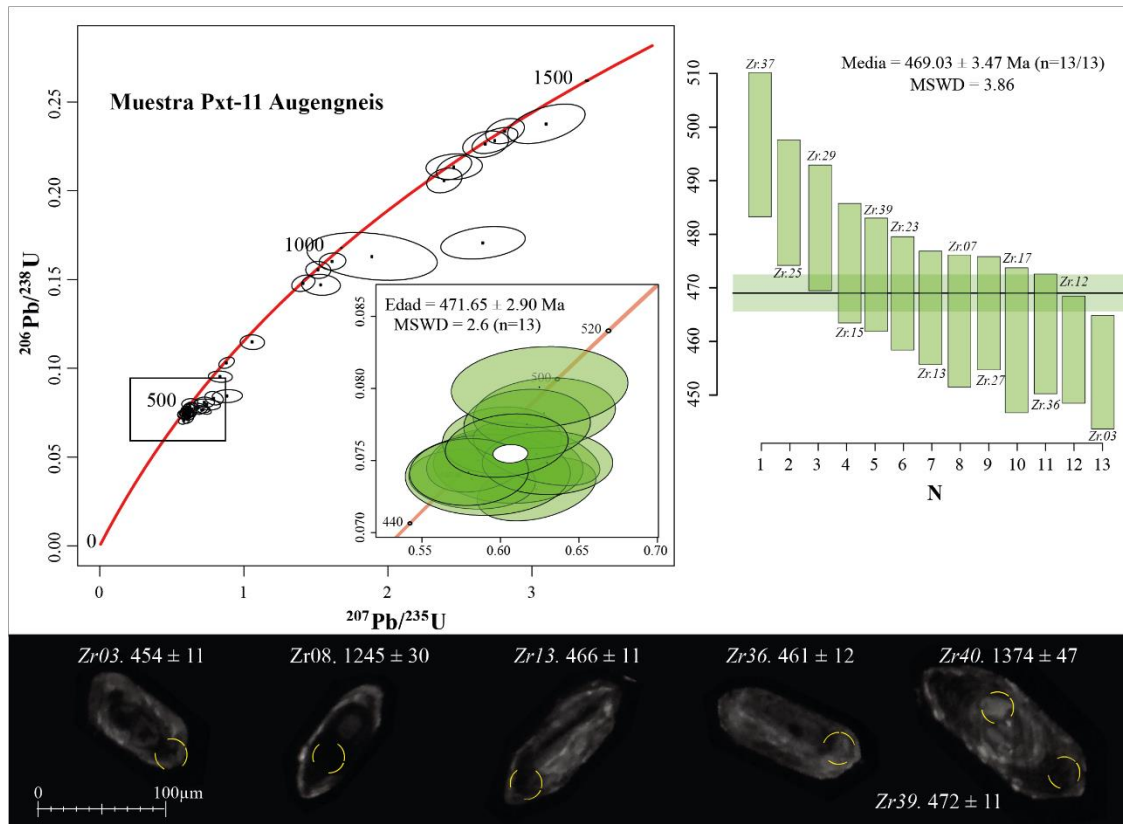 Muestra Pxt-11 Augengneis
206Pb/238U
0.25
0.20
0.15
0.10
0.05
0.00
1500
1000
500
0
0
1
2
3
207Pb/235U
Edad = 471.65 ± 2.90 Ma
MSWD = 2.6 (n=13)
0.085
0.080
0.075
0.070
520
500
440
0.55
0.60
0.65
0.70
Media = 469.03 ± 3.47 Ma (n=13/13)
MSWD = 3.86
510
500
490
480
470
460
450
Zr.37
Zr.25
Zr.29
Zr.15
Zr.39
Zr.23
Zr.13
Zr.07
Zr.27
Zr.17
Zr.36
Zr.12
Zr.03
1 2 3 4 5 6 7 8 9 10 11 12 13
N
Zr03. 454 ± 11
Zr08. 1245 ± 30
Zr13. 466 ± 11
Zr36. 461 ± 12
Zr40. 1374 ± 47
0 100µm
Zr39. 472 ± 11